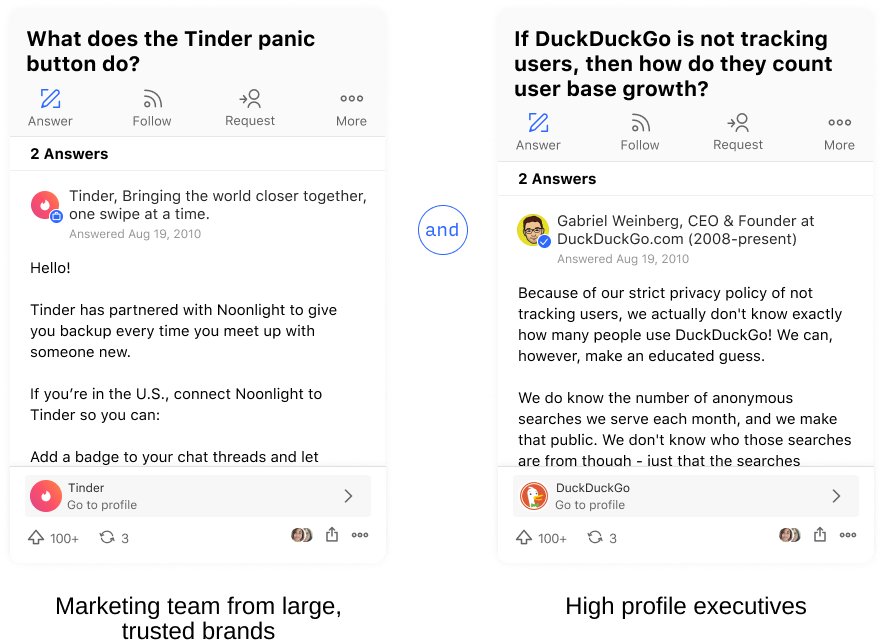 What does the Tinder panic
button do?
Answer
Follow
Request
More
2 Answers
Tinder, Bringing the world closer together,
one swipe at a time.
Answered Aug 19, 2010
Hello!
Tinder has partnered with Noonlight to give
you backup every time you meet up with
someone new.
If you’re in the U.S., connect Noonlight to
Tinder so you can:
Add a badge to your chat threads and let
Tinder
Go to profile
100+
3
Marketing team from large,
trusted brands
and
If DuckDuckGo is not tracking
users, then how do they count
user base growth?
Answer
Follow
Request
More
2 Answers
Gabriel Weinberg, CEO & Founder at
DuckDuckGo.com (2008-present)
Answered Aug 19, 2010
Because of our strict privacy policy of not
tracking users, we actually don't know exactly
how many people use DuckDuckGo! We can,
however, make an educated guess.
We do know the number of anonymous
searches we serve each month, and we make
that public. We don't know who those searches
are from though - just that the searches
DuckDuckGo
Go to profile
100+
3
High profile executives